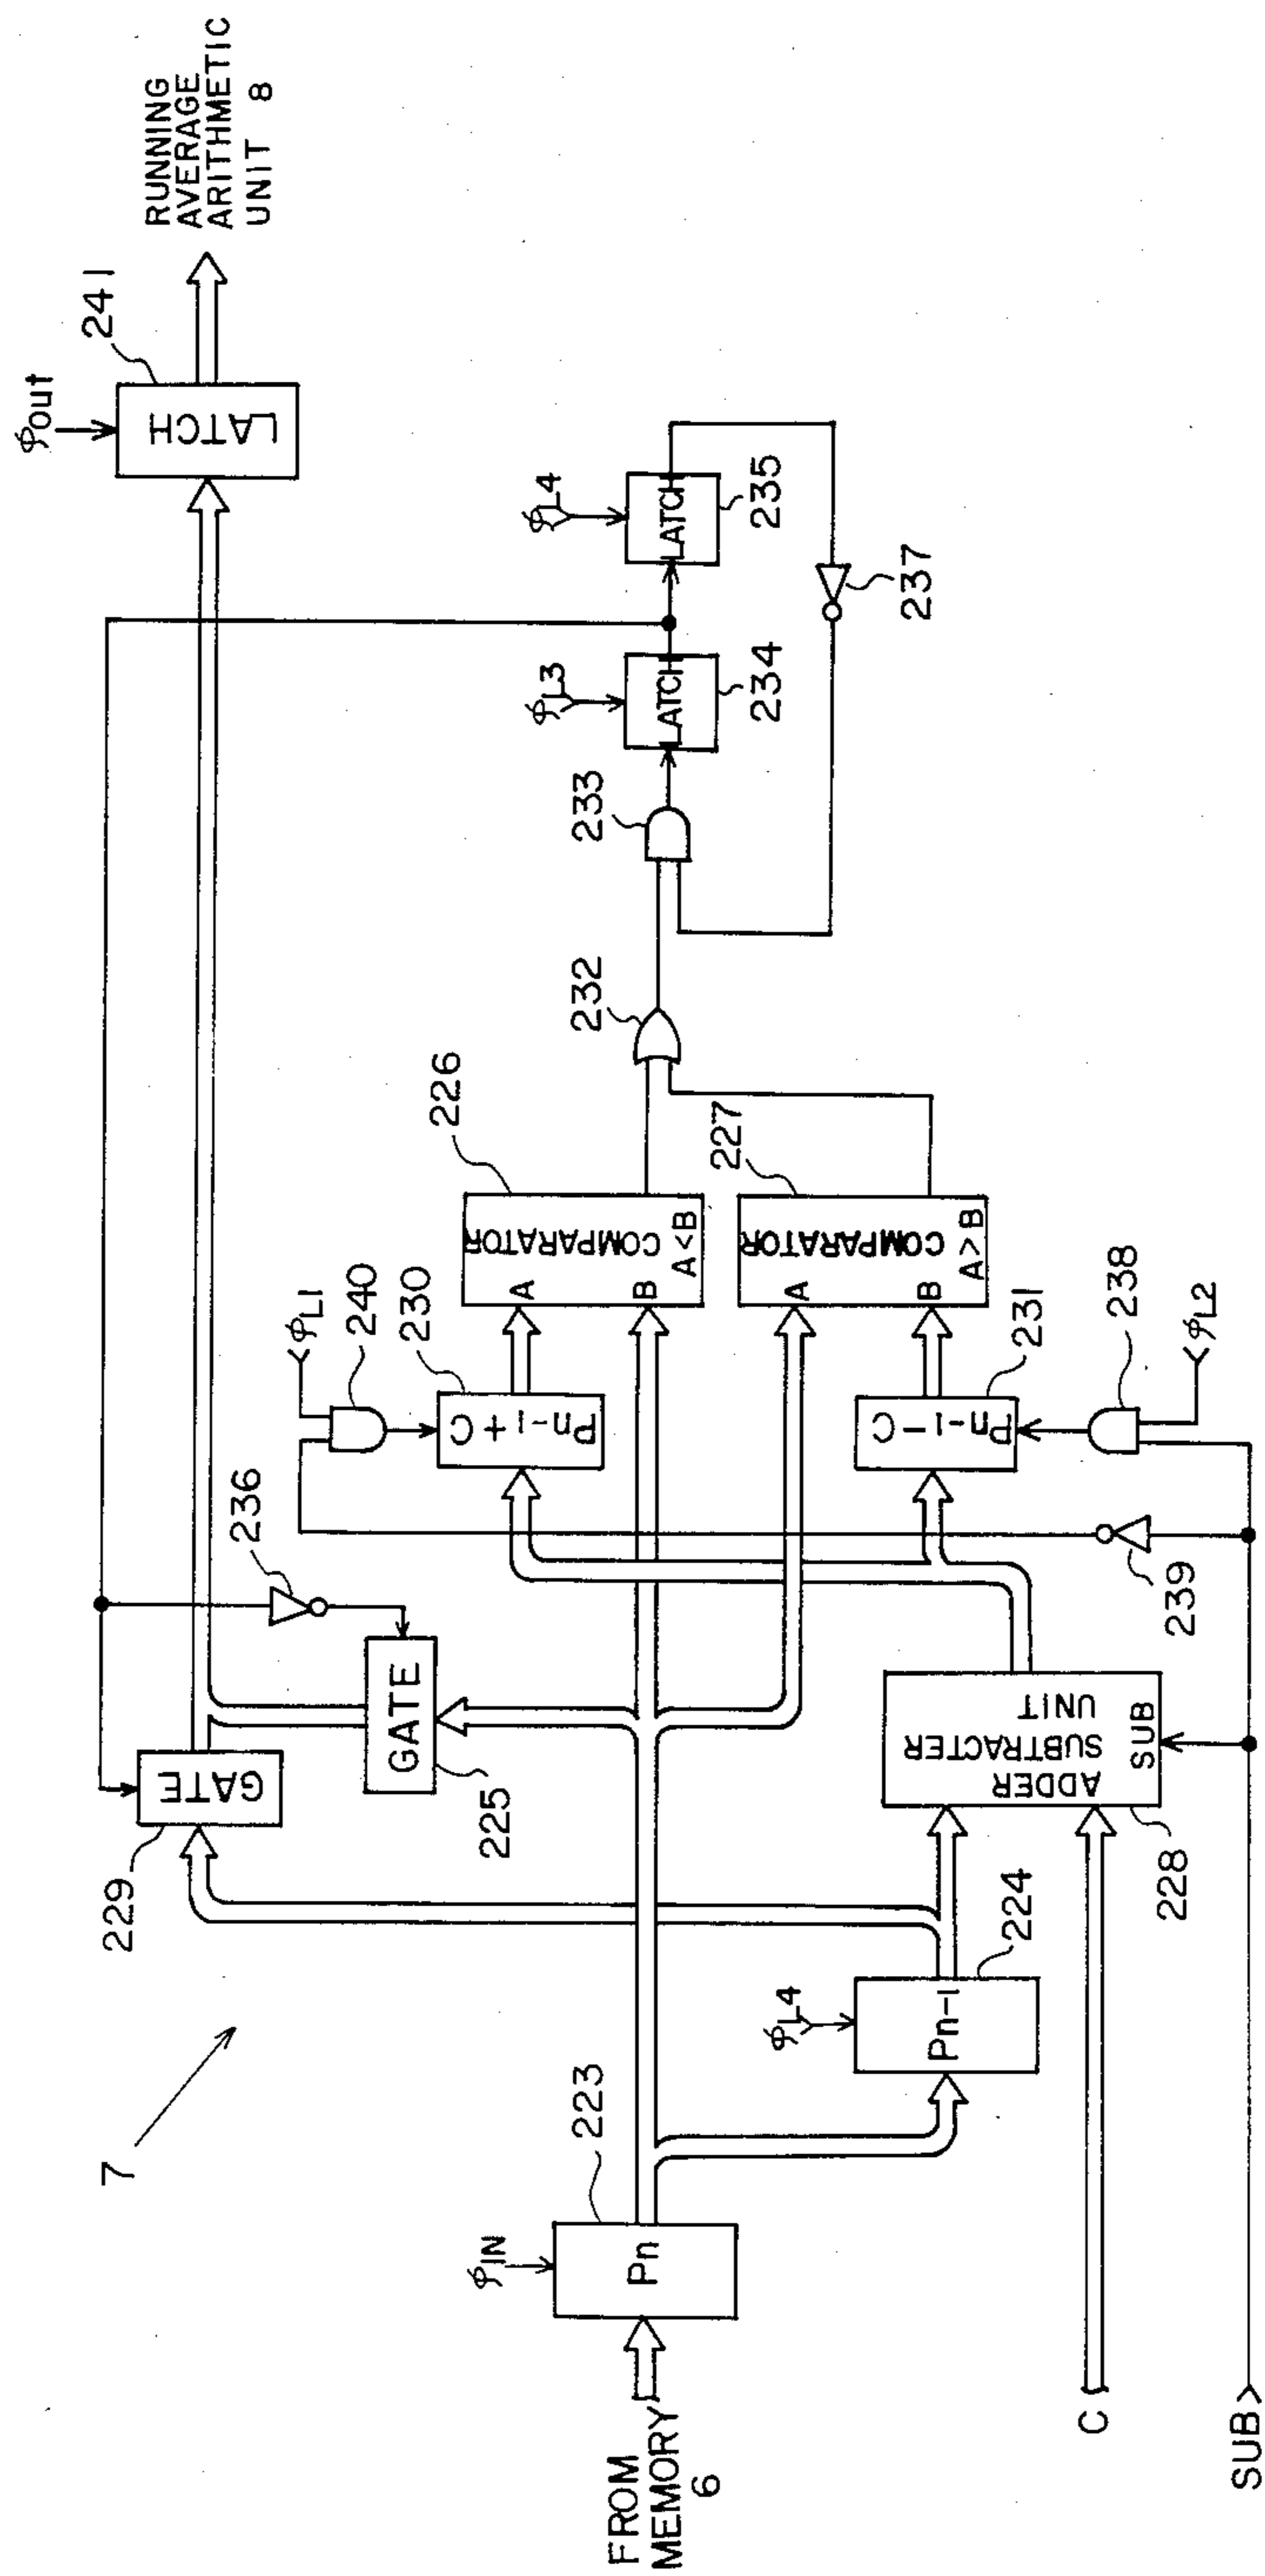 7
FROM
MEMORY
6
φIN
Pn
223
φL4
Pn-1
224
C
SUB
229
GATE
GATE
225
236
ADDER
SUBTRACTER
UNIT
SUB
228
239
φL1
240
230
Pn-1+C
Pn-1-C
231
238
φL2
A
B
COMPARATOR
A<B
226
A
B
COMPARATOR
A>B
227
232
233
φL3
LATCH
234
φL4
LATCH
235
237
φout
LATCH
241
RUNNING
AVERAGE
ARITHMETIC
UNIT 8